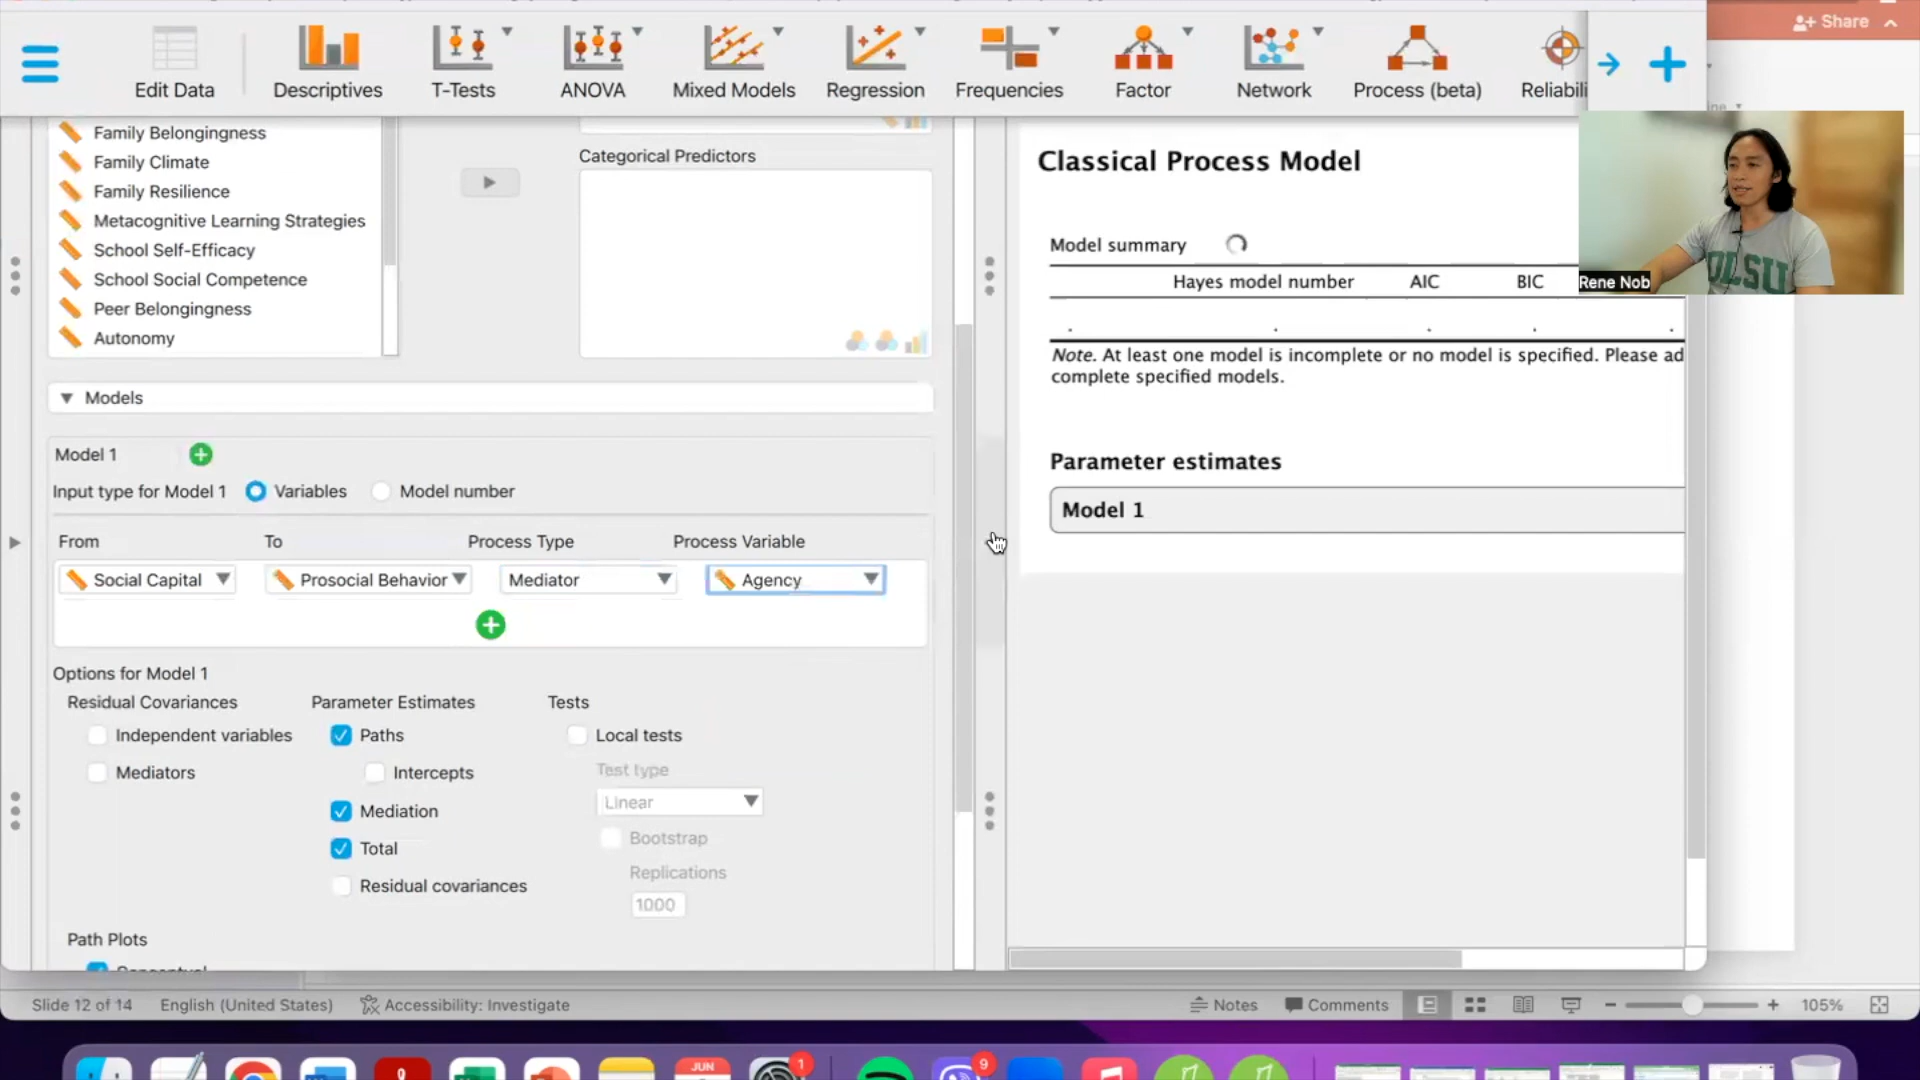 Share
Edit Data
Descriptives
T-Tests
ANOVA
Mixed Models
Regression
Frequencies
Factor
Network
Process (beta)
Reliabili
Family Belongingness
Family Climate
Family Resilience
Metacognitive Learning Strategies
School Self-Efficacy
School Social Competence
Peer Belongingness
Autonomy
Categorical Predictors
Models
Model 1
Input type for Model 1 Variables Model number
From To Process Type Process Variable
Social Capital Prosocial Behavior Mediator Agency
Options for Model 1
Residual Covariances Parameter Estimates Tests
Independent variables Paths Local tests
Mediators Intercepts Test type
Linear
Mediation
Bootstrap
Total
Replications
Residual covariances
1000
Path Plots
Conceptual
Classical Process Model
Model summary
Hayes model number AIC BIC
Note. At least one model is incomplete or no model is specified. Please ad
complete specified models.
Parameter estimates
Model 1
DLSU
Rene Nob
Slide 12 of 14 English (United States) Accessibility: Investigate Notes Comments 105%
JUN
1
9